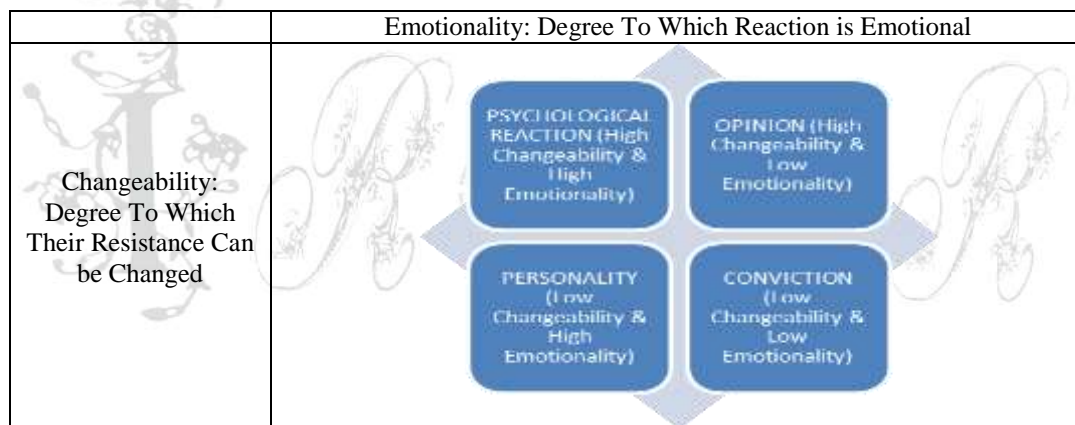 Emotionality: Degree To Which Reaction is Emotional
Changeability:
Degree To Which
Their Resistance Can
be Changed
PSYCHOLOGICAL
REACTION (High
Changeability &
High
Emotionality)
OPINION (High
Changeability &
Low
Emotionality)
PERSONALITY
(Low
Changeability &
High
Emotionality)
CONVICTION
(Low
Changeability &
Low
Emotionality)